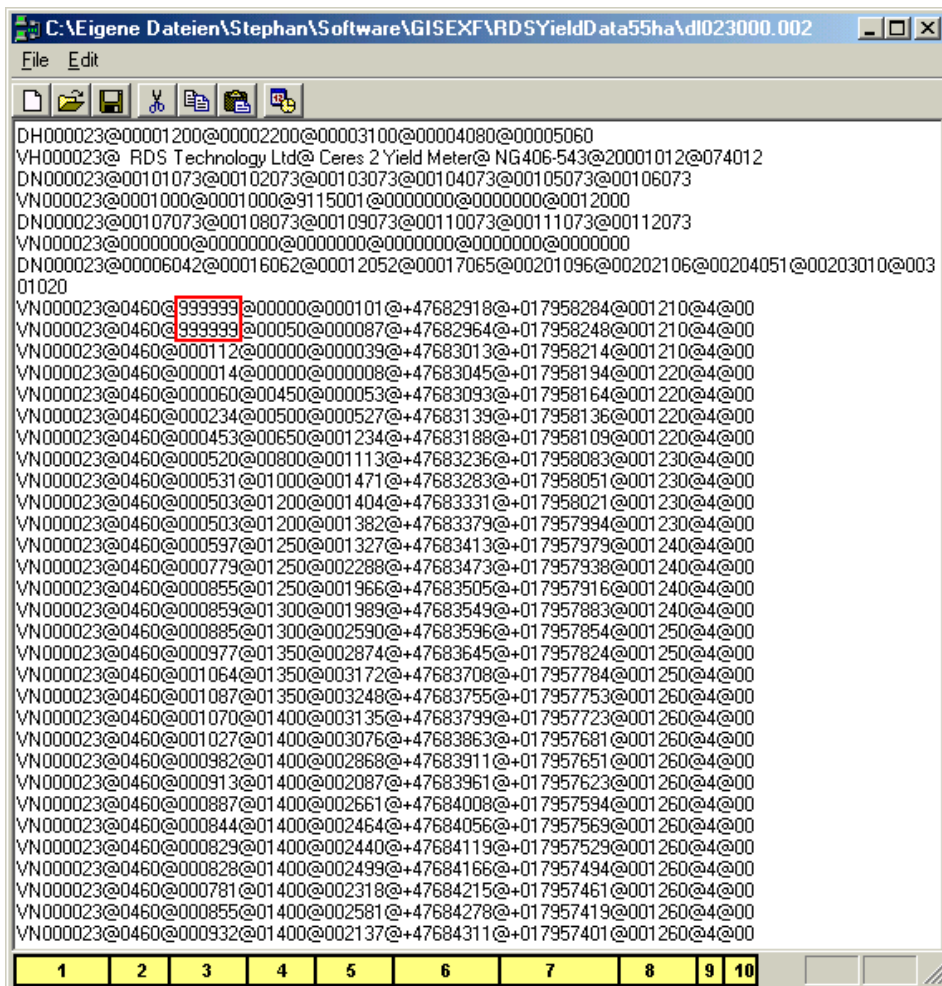 C:\Eigene Dateien\Stephan\Software\GISEXF\RDSYieldData55ha\dl023000.002
File Edit
DH000023@00001200@00002200@00003100@00004080@00005060
VH000023@ RDS Technology Ltd@ Ceres 2 Yield Meter@ NG406-543@20001012@074012
DN000023@00101073@00102073@00103073@00104073@00105073@00106073
VN000023@0001000@0001000@9115001@0000000@0000000@0012000
DN000023@00107073@00108073@00109073@00110073@00111073@00112073
VN000023@0000000@0000000@0000000@0000000@0000000@0000000
DN000023@00006042@00016062@00012052@00017065@00201096@00202106@00204051@00203010@003
01020
VN000023@0460@999999@00000@000101@+47682918@+017958284@001210@4@00
VN000023@0460@999999@00050@000087@+47682964@+017958248@001210@4@00
VN000023@0460@000112@00000@000039@+47683013@+017958214@001210@4@00
VN000023@0460@000014@00000@000008@+47683045@+017958194@001220@4@00
VN000023@0460@000060@00450@000053@+47683093@+017958164@001220@4@00
VN000023@0460@000234@00500@000527@+47683139@+017958136@001220@4@00
VN000023@0460@000453@00650@001234@+47683188@+017958109@001220@4@00
VN000023@0460@000520@00800@001113@+47683236@+017958083@001230@4@00
VN000023@0460@000531@01000@001471@+47683283@+017958051@001230@4@00
VN000023@0460@000503@01200@001404@+47683331@+017958021@001230@4@00
VN000023@0460@000503@01200@001382@+47683379@+017957994@001230@4@00
VN000023@0460@000597@01250@001327@+47683413@+017957979@001240@4@00
VN000023@0460@000779@01250@002288@+47683473@+017957938@001240@4@00
VN000023@0460@000855@01250@001966@+47683505@+017957916@001240@4@00
VN000023@0460@000859@01300@001989@+47683549@+017957883@001240@4@00
VN000023@0460@000885@01300@002590@+47683596@+017957854@001250@4@00
VN000023@0460@000977@01350@002874@+47683645@+017957824@001250@4@00
VN000023@0460@001064@01350@003172@+47683708@+017957784@001250@4@00
VN000023@0460@001087@01350@003248@+47683755@+017957753@001260@4@00
VN000023@0460@001070@01400@003135@+47683799@+017957723@001260@4@00
VN000023@0460@001027@01400@003076@+47683863@+017957681@001260@4@00
VN000023@0460@000982@01400@002868@+47683911@+017957651@001260@4@00
VN000023@0460@000913@01400@002087@+47683961@+017957623@001260@4@00
VN000023@0460@000887@01400@002661@+47684008@+017957594@001260@4@00
VN000023@0460@000844@01400@002464@+47684056@+017957569@001260@4@00
VN000023@0460@000829@01400@002440@+47684119@+017957529@001260@4@00
VN000023@0460@000828@01400@002499@+47684166@+017957494@001260@4@00
VN000023@0460@000781@01400@002318@+47684215@+017957461@001260@4@00
VN000023@0460@000855@01400@002581@+47684278@+017957419@001260@4@00
VN000023@0460@000932@01400@002137@+47684311@+017957401@001260@4@00
1 2 3 4 5 6 7 8 9 10